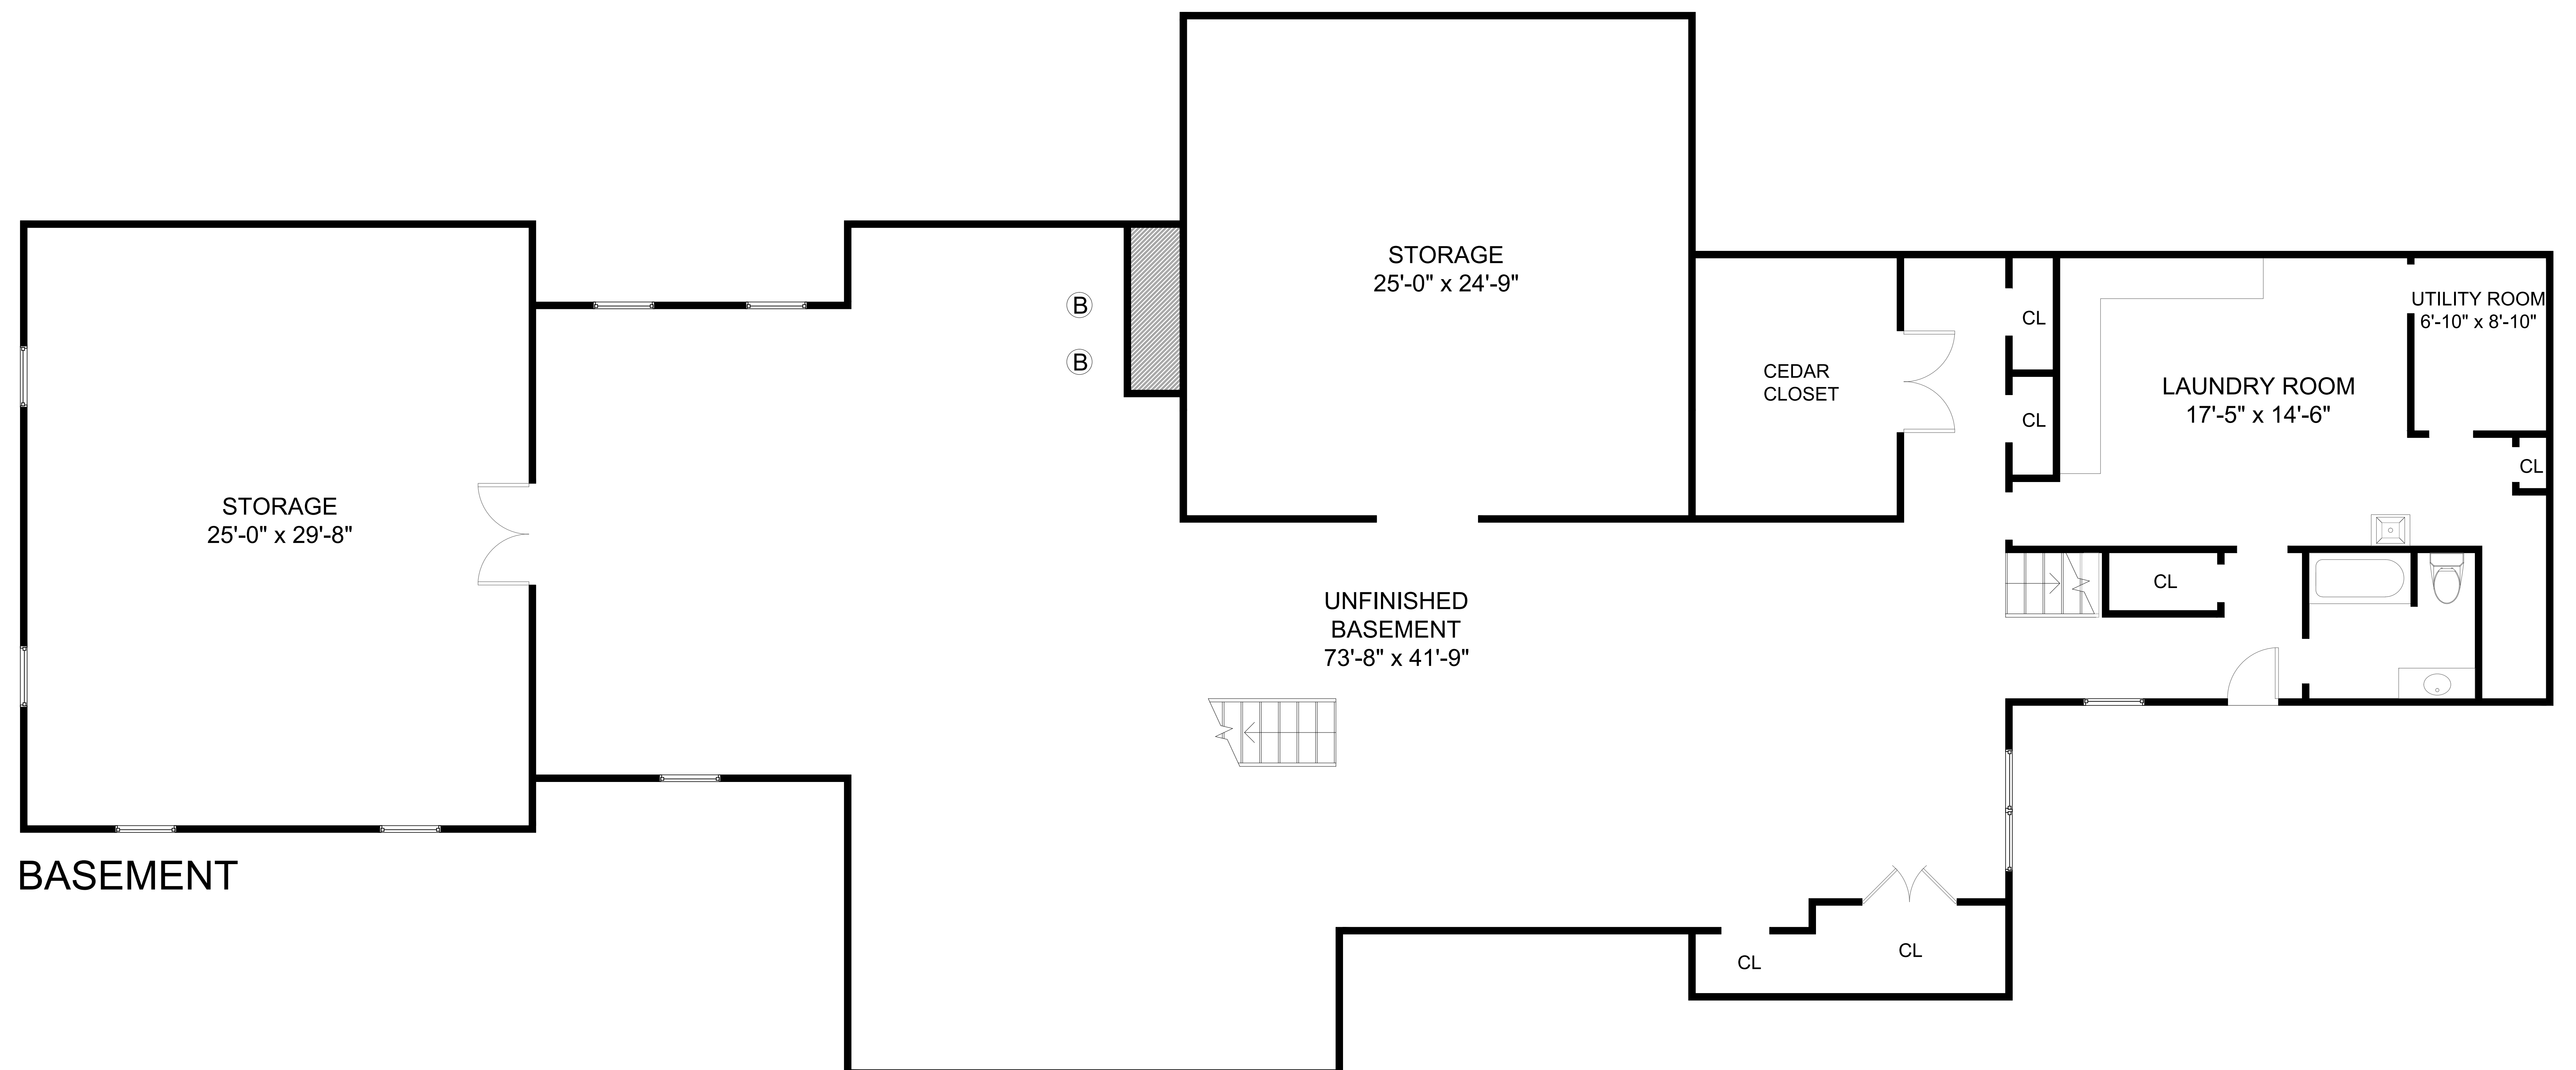 STORAGE
25'-0" x 24'-9"
B
B
UTILITY ROOM
6'-10" x 8'-10"
CL
CEDAR
CLOSET
LAUNDRY ROOM
17'-5" x 14'-6"
CL
CL
STORAGE
25'-0" x 29'-8"
CL
UNFINISHED
BASEMENT
73'-8" x 41'-9"
BASEMENT
CL
CL